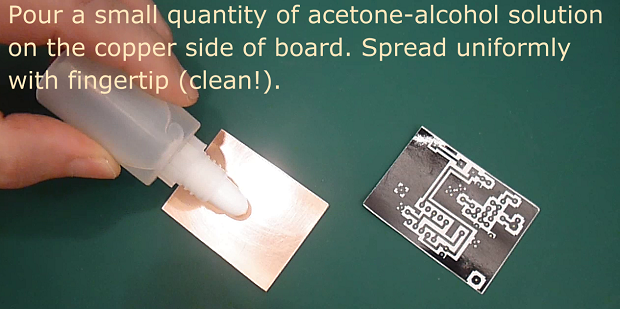 Pour a small quantity of acetone-alcohol solution
on the copper side of board. Spread uniformly
with fingertip (clean!).